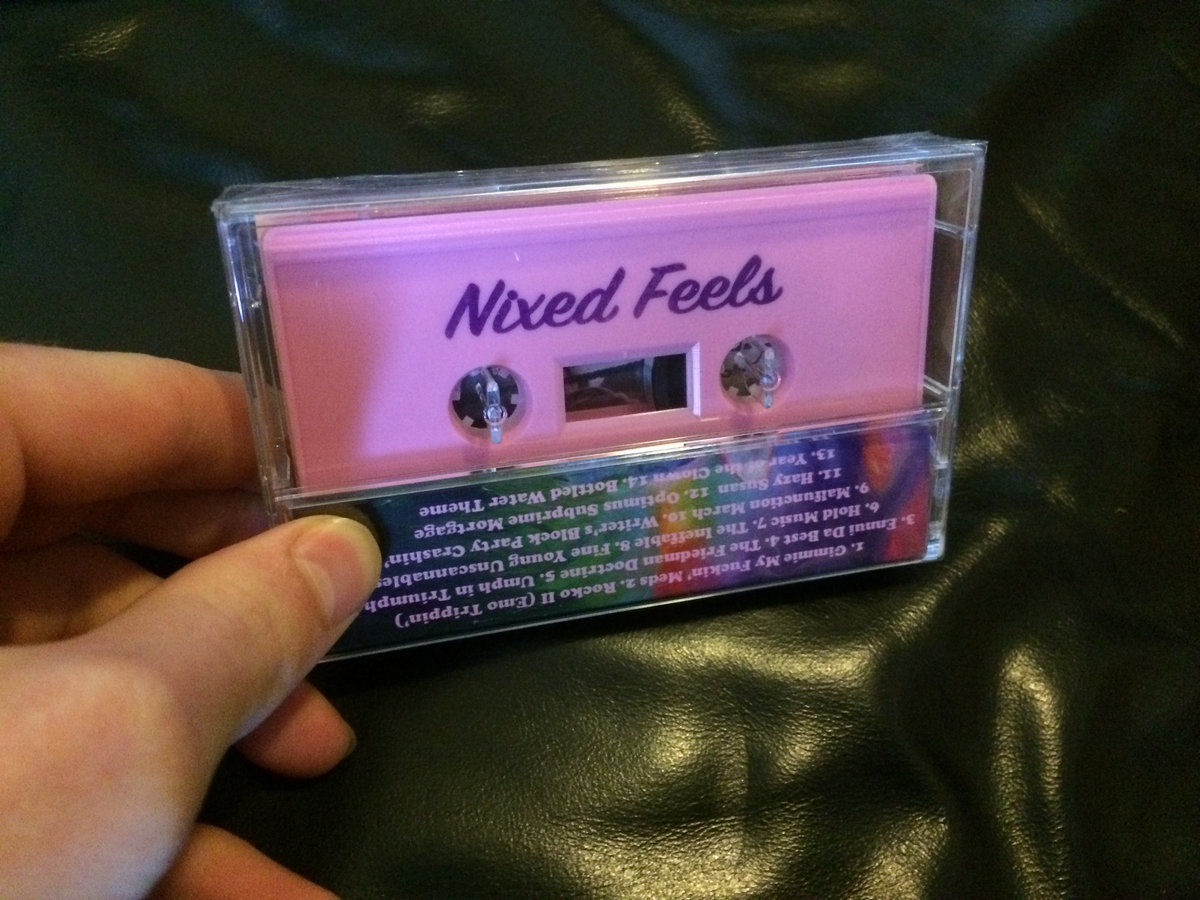 Nixed Feels
1. Gimmie My Fuckin' Meds 2. Rocko II (Emo Trippin')
3. Ennui Da Best 4. The Friedman Doctrine 5. Umph in Triumph
6. Hold Music 7. The Ineffable 8. Fine Young Unscannables
9. Malfunction March 10. Writer's Block Party Crashin'
11. Hazy Susan 12. Optimus Subprime Mortgage
13. Year of the Clown 14. Bottled Water Theme